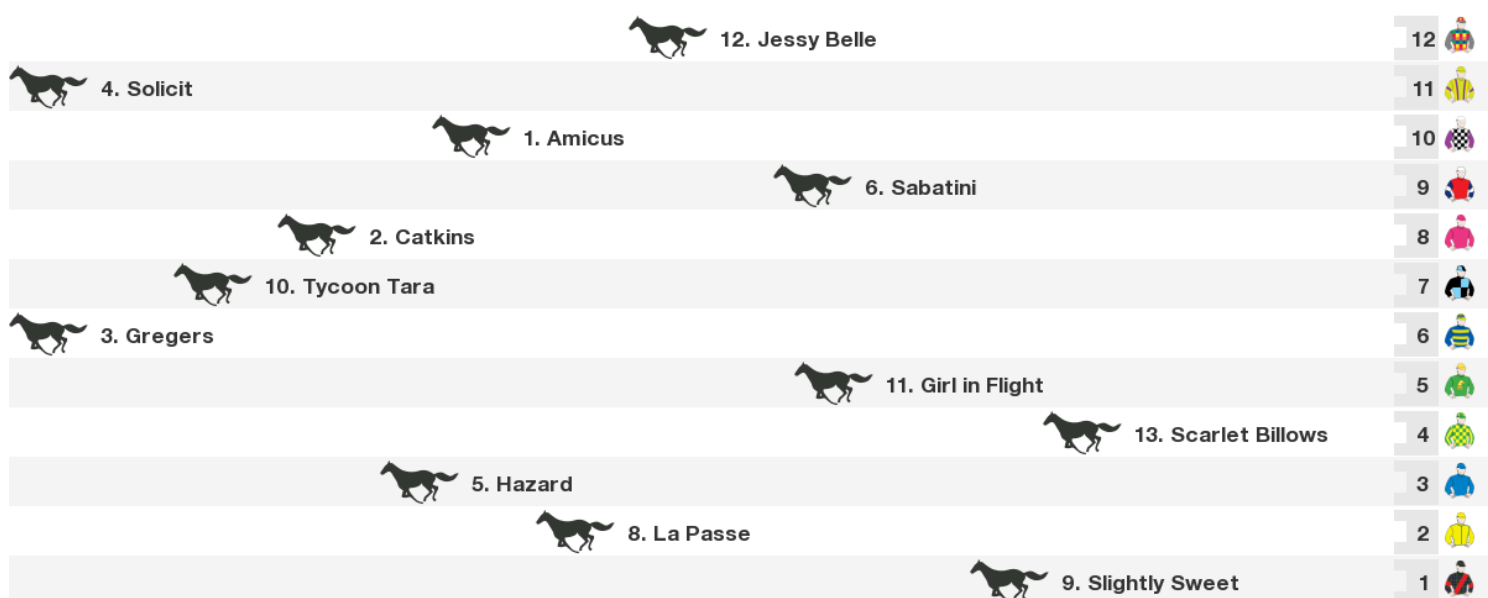 12. Jessy Belle 12
4. Solicit 11
1. Amicus 10
6. Sabatini 9
2. Catkins 8
10. Tycoon Tara 7
3. Gregers 6
11. Girl in Flight 5
13. Scarlet Billows 4
5. Hazard 3
8. La Passe 2
9. Slightly Sweet 1